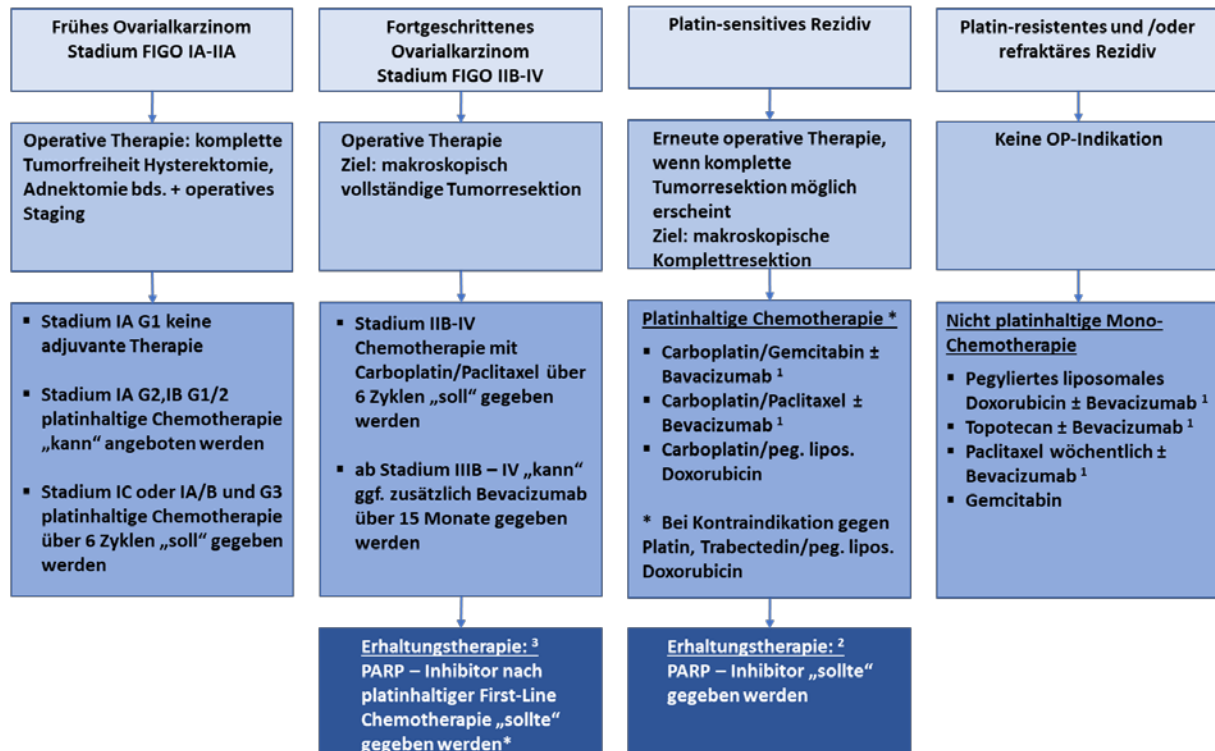 Frühes Ovarialkarzinom
Stadium FIGO IA-IIA
Operative Therapie: komplette
Tumorfreiheit Hysterektomie,
Adnektomie bds. + operatives
Staging
▪ Stadium IA G1 keine
adjuvante Therapie
▪ Stadium IA G2,IB G1/2
platinhaltige Chemotherapie
„kann“ angeboten werden
▪ Stadium IC oder IA/B und G3
platinhaltige Chemotherapie
über 6 Zyklen „soll“ gegeben
werden
Fortgeschrittenes
Ovarialkarzinom
Stadium FIGO IIB-IV
Operative Therapie
Ziel: makroskopisch
vollständige Tumorresektion
▪ Stadium IIB-IV
Chemotherapie mit
Carboplatin/Paclitaxel über
6 Zyklen „soll“ gegeben
werden
▪ ab Stadium IIIB – IV „kann“
ggf. zusätzlich Bevacizumab
über 15 Monate gegeben
werden
Erhaltungstherapie: ³
PARP – Inhibitor nach
platinhaltiger First-Line
Chemotherapie „sollte“
gegeben werden*
Platin-sensitives Rezidiv
Erneute operative Therapie,
wenn komplette
Tumorresektion möglich
erscheint
Ziel: makroskopische
Komplettresektion
Platinhaltige Chemotherapie *
▪ Carboplatin/Gemcitabin ±
Bavacizumab ¹
▪ Carboplatin/Paclitaxel ±
Bevacizumab ¹
▪ Carboplatin/peg. lipos.
Doxorubicin
* Bei Kontraindikation gegen
Platin, Trabectedin/peg. lipos.
Doxorubicin
Erhaltungstherapie: ²
PARP – Inhibitor „sollte“
gegeben werden
Platin-resistentes und /oder
refraktäres Rezidiv
Keine OP-Indikation
Nicht platinhaltige Mono-
Chemotherapie
▪ Pegyliertes liposomales
Doxorubicin ± Bevacizumab ¹
▪ Topotecan ± Bevacizumab ¹
▪ Paclitaxel wöchentlich ±
Bevacizumab ¹
▪ Gemcitabin